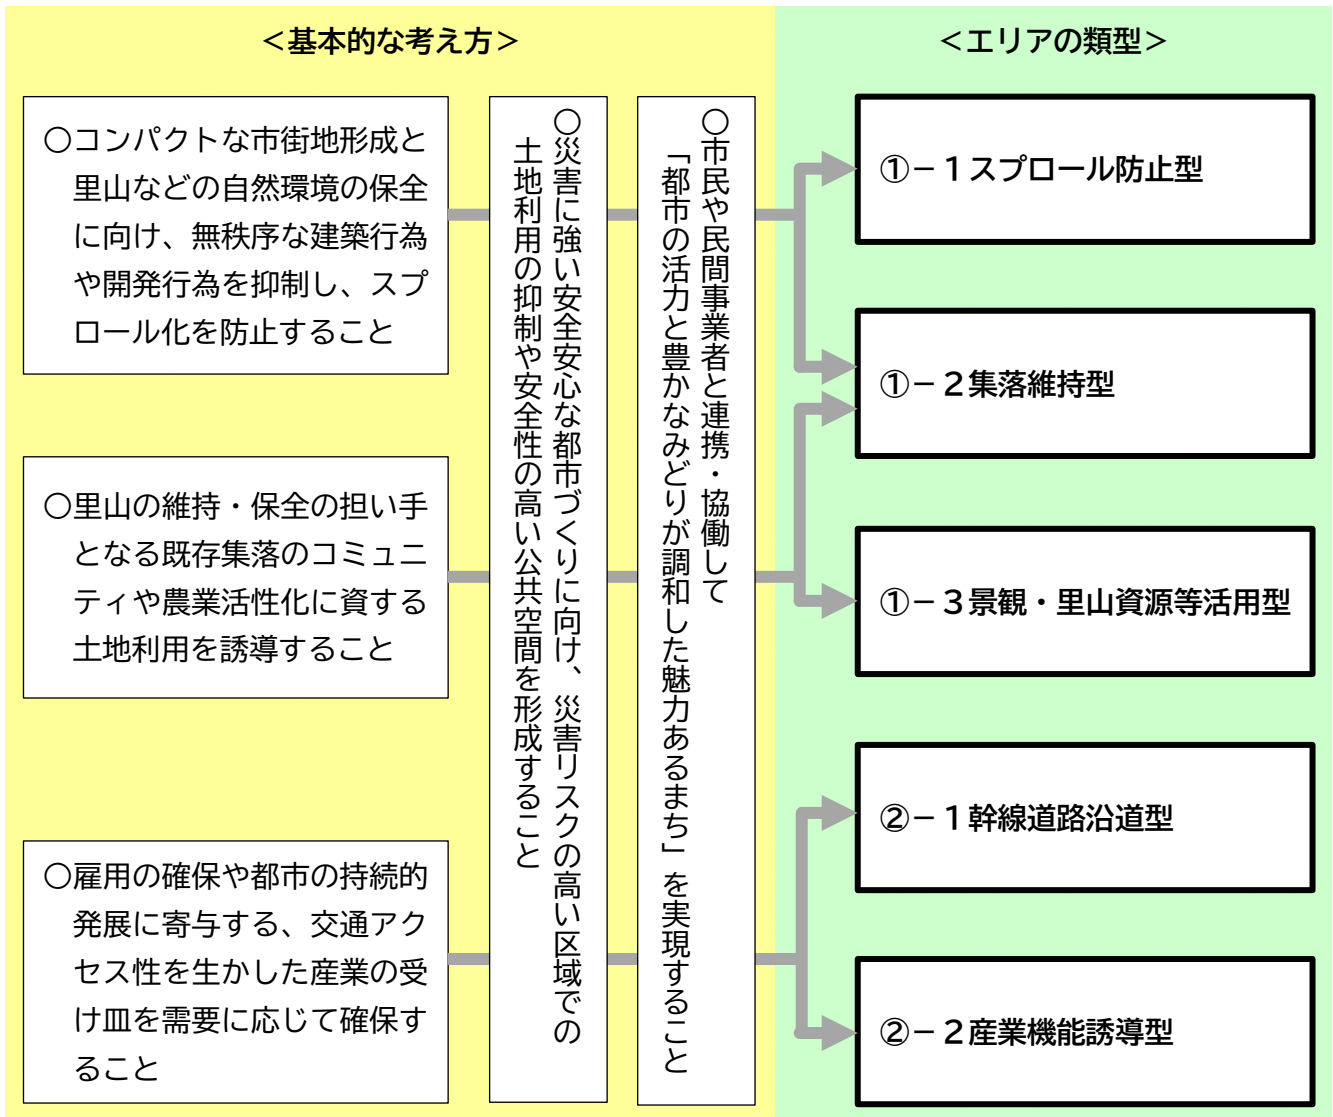 ＜基本的な考え方＞
○コンパクトな市街地形成と
里山などの自然環境の保全
に向け、無秩序な建築行為
や開発行為を抑制し、スプ
ロール化を防止すること
○里山の維持・保全の担い手
となる既存集落のコミュニ
ティや農業活性化に資する
土地利用を誘導すること
○雇用の確保や都市の持続的
発展に寄与する、交通アク
セス性を生かした産業の受
け皿を需要に応じて確保す
ること
○災害に強い安全安心な都市づくりに向け、災害リスクの高い区域での
土地利用の抑制や安全性の高い公共空間を形成すること
○市民や民間事業者と連携・協働して
「都市の活力と豊かなみどりが調和した魅力あるまち」を実現すること
＜エリアの類型＞
①－１スプロール防止型
①－２集落維持型
①－３景観・里山資源等活用型
②－１幹線道路沿道型
②－２産業機能誘導型